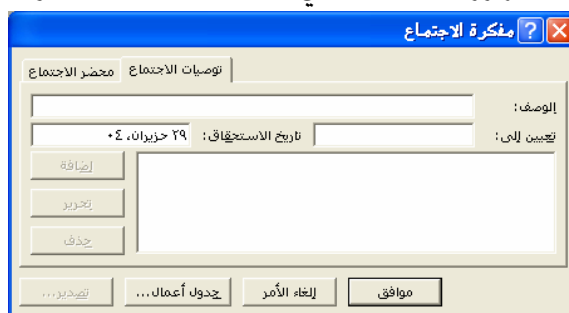 مفكرة الاجتماع
محضر الاجتماع توصيات الاجتماع
الوصف:
تعيين إلى: تاريخ الاستحقاق: ٢٩ حزيران، ٠٤
إضافة
تحرير
حذف
موافق إلغاء الأمر جدول أعمال... تصدير...